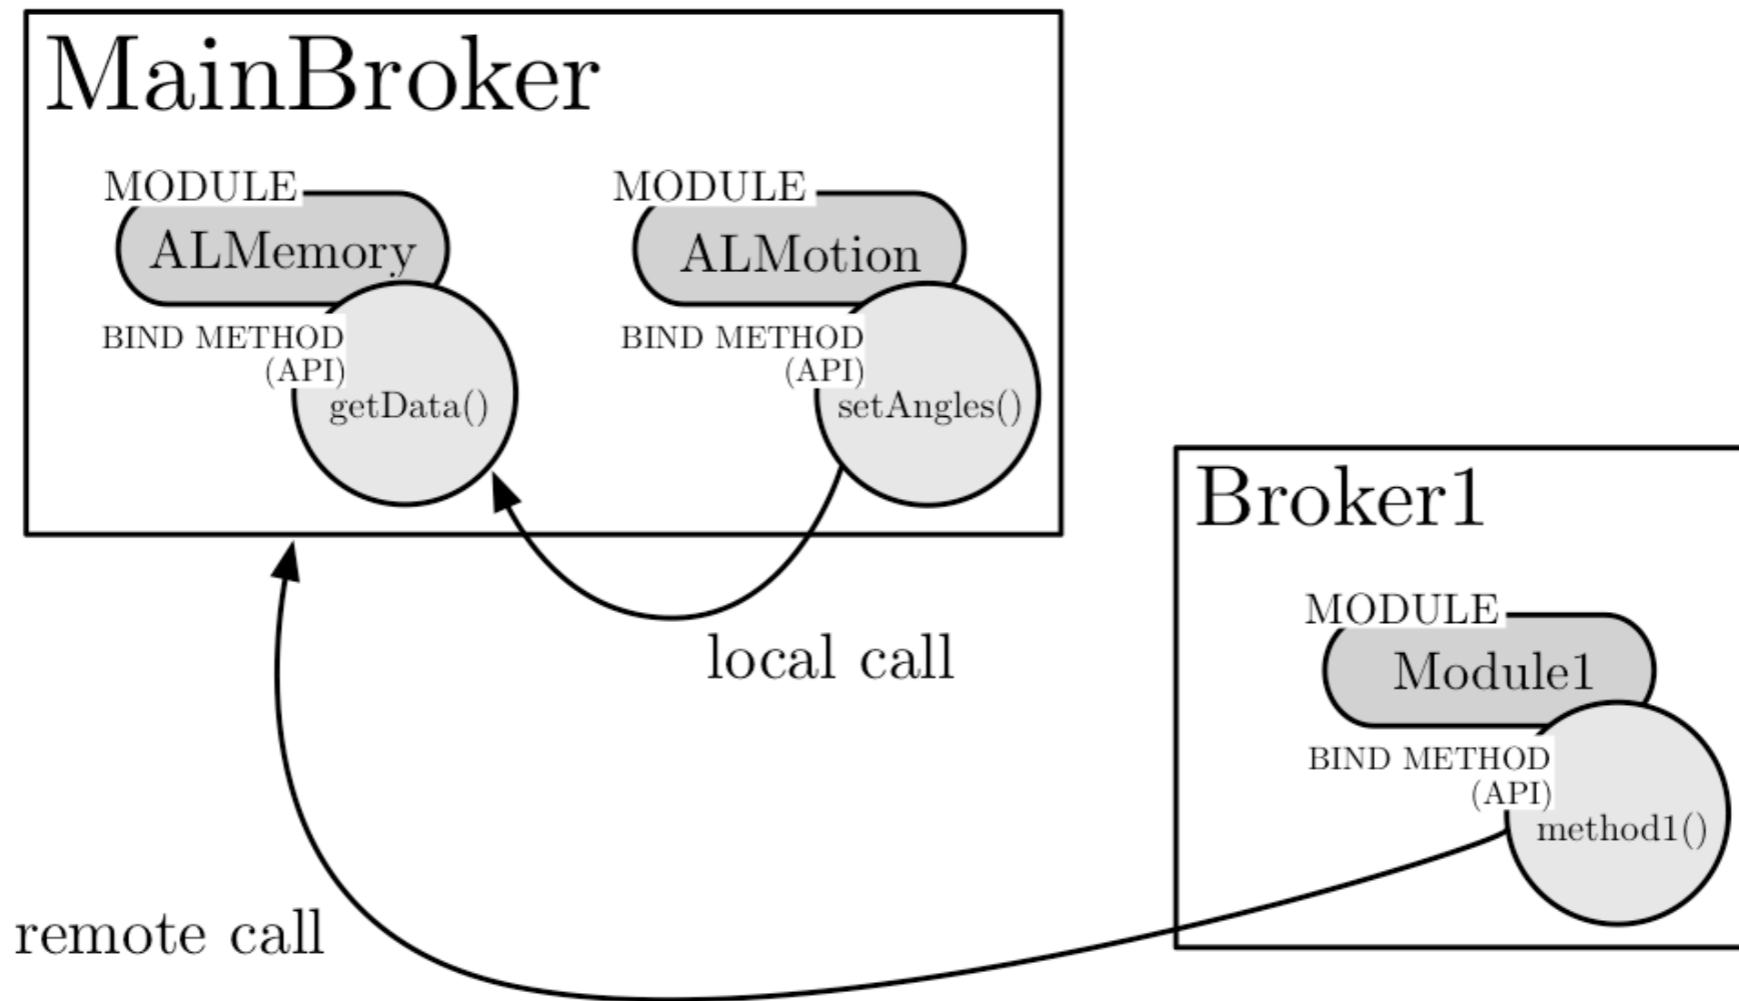 MainBroker
MODULE
ALMemory
BIND METHOD
(API)
getData()
MODULE
ALMotion
BIND METHOD
(API)
setAngles()
local call
remote call
Broker1
MODULE
Module1
BIND METHOD
(API)
method1()